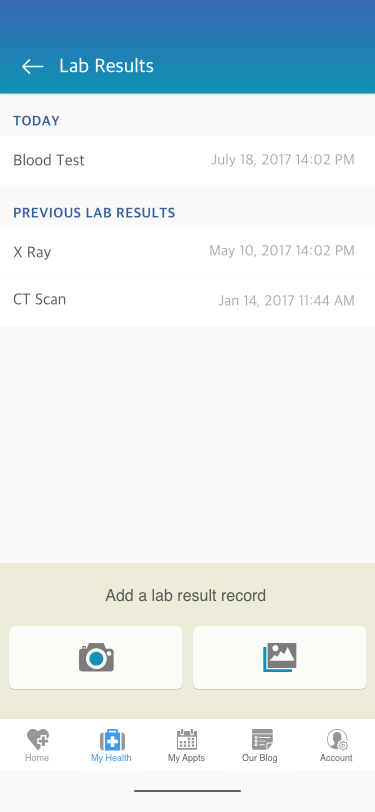 Lab Results
TODAY
Blood Test July 18, 2017 14:02 PM
PREVIOUS LAB RESULTS
X Ray May 10, 2017 14:02 PM
CT Scan Jan 14, 2017 11:44 AM
Add a lab result record
Home My Health My Appts Our Blog Account